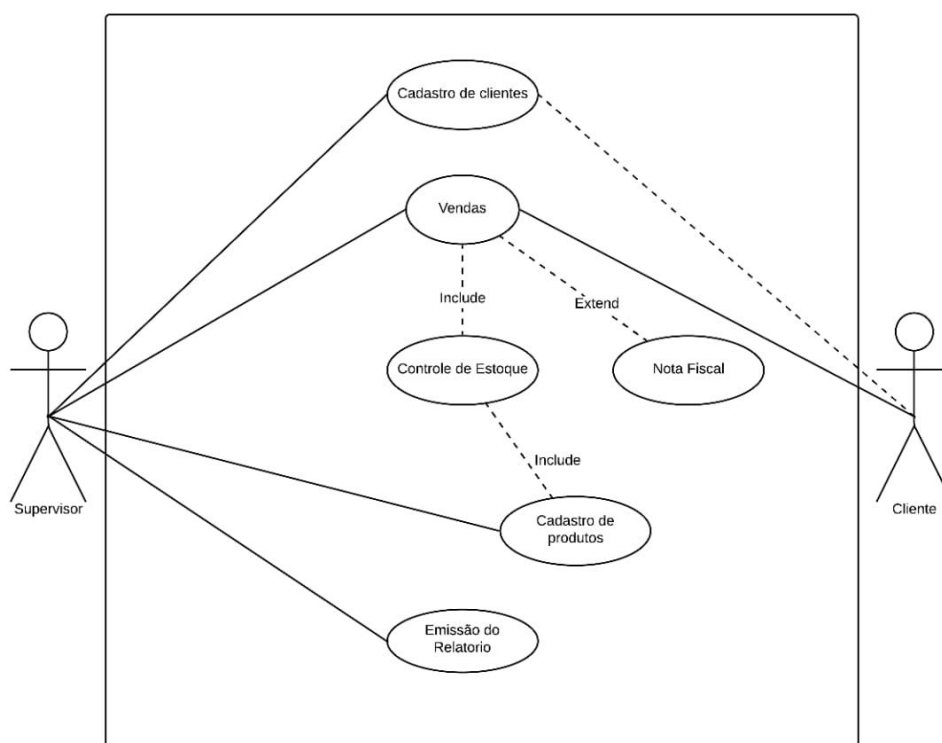 Cadastro de clientes
Vendas
Include
Extend
Controle de Estoque
Nota Fiscal
Include
Supervisor
Cliente
Cadastro de
produtos
Emissão do
Relatorio